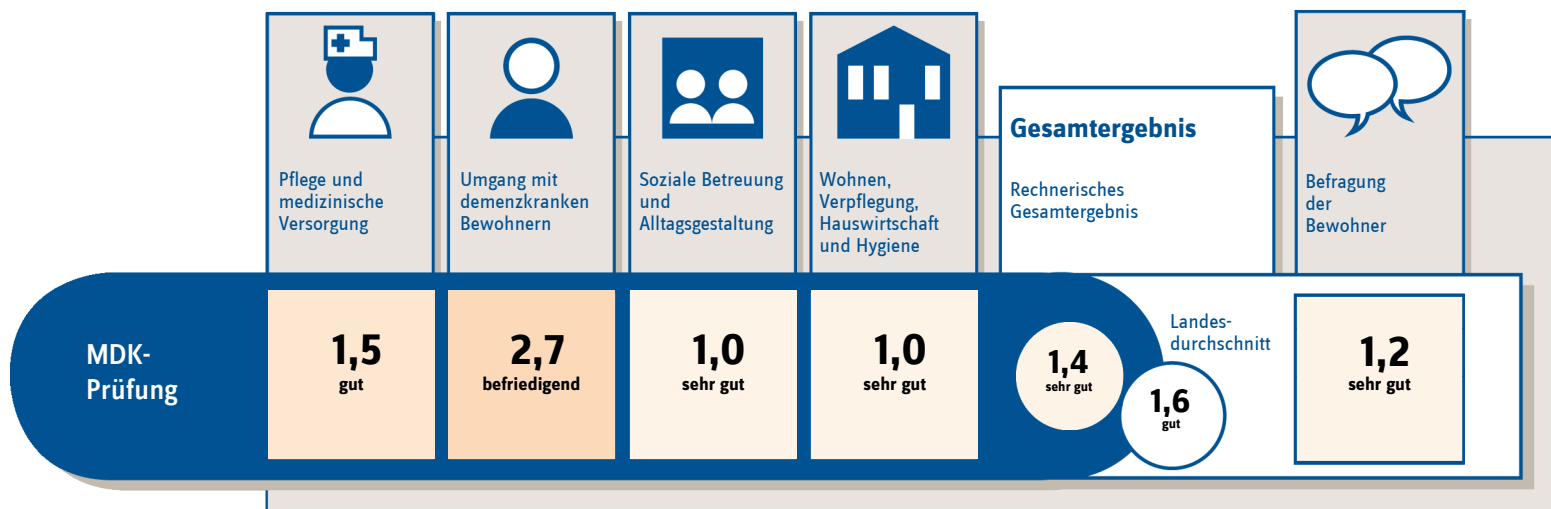 Pflege und
medizinische
Versorgung
Umgang mit
demenzkranken
Bewohnern
Soziale Betreuung
und
Alltagsgestaltung
Wohnen,
Verpflegung,
Hauswirtschaft
und Hygiene
Gesamtergebnis
Rechnerisches
Gesamtergebnis
Befragung
der
Bewohner
MDK-
Prüfung
1,5
gut
2,7
befriedigend
1,0
sehr gut
1,0
sehr gut
1,4
sehr gut
Landes-
durchschnitt
1,6
gut
1,2
sehr gut